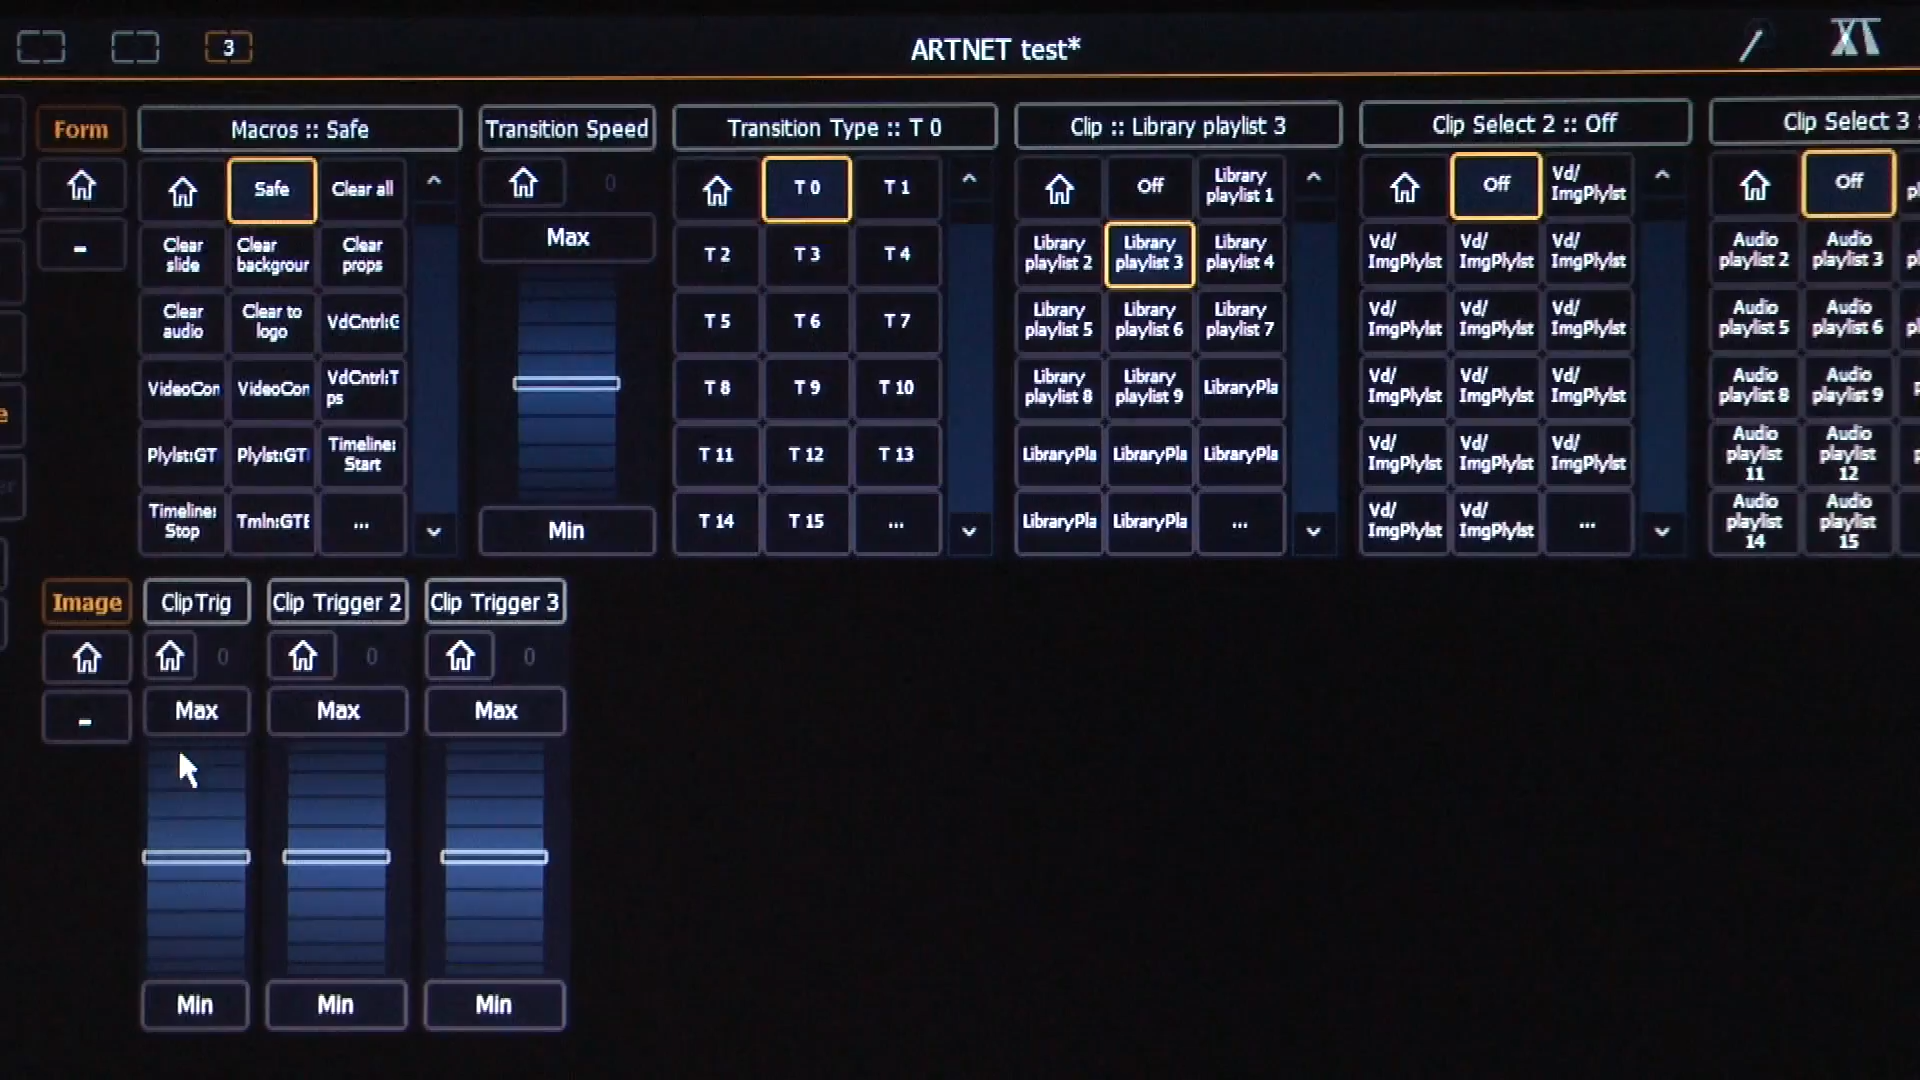 3
ARTNET test*
XT
Form
Macros :: Safe
Transition Speed
Transition Type :: T 0
Clip :: Library playlist 3
Clip Select 2 :: Off
Clip Select 3 :
Safe
Clear all
0
T 0
T 1
Off
Library
playlist 1
Off
Vd/
ImgPlylst
Off
-
Clear
slide
Clear
backgrour
Clear
props
Max
T 2
T 3
T 4
Library
playlist 2
Library
playlist 3
Library
playlist 4
Vd/
ImgPlylst
Vd/
ImgPlylst
Vd/
ImgPlylst
Audio
playlist 2
Audio
playlist 3
Clear
audio
Clear to
logo
VdCntrl:G
T 5
T 6
T 7
Library
playlist 5
Library
playlist 6
Library
playlist 7
Vd/
ImgPlylst
Vd/
ImgPlylst
Vd/
ImgPlylst
Audio
playlist 5
Audio
playlist 6
VideoCon
VideoCon
VdCntrl:T
ps
T 8
T 9
T 10
Library
playlist 8
Library
playlist 9
LibraryPla
Vd/
ImgPlylst
Vd/
ImgPlylst
Vd/
ImgPlylst
Audio
playlist 8
Audio
playlist 9
Plylst:GT
Plylst:GT
Timeline:
Start
T 11
T 12
T 13
LibraryPla
LibraryPla
LibraryPla
Vd/
ImgPlylst
Vd/
ImgPlylst
Vd/
ImgPlylst
Audio
playlist
11
Audio
playlist
12
Timeline:
Stop
Tmln:GTE
...
Min
T 14
T 15
...
LibraryPla
LibraryPla
...
Vd/
ImgPlylst
Vd/
ImgPlylst
...
Audio
playlist
14
Audio
playlist
15
Image
ClipTrig
Clip Trigger 2
Clip Trigger 3
0
0
0
-
Max
Max
Max
Min
Min
Min